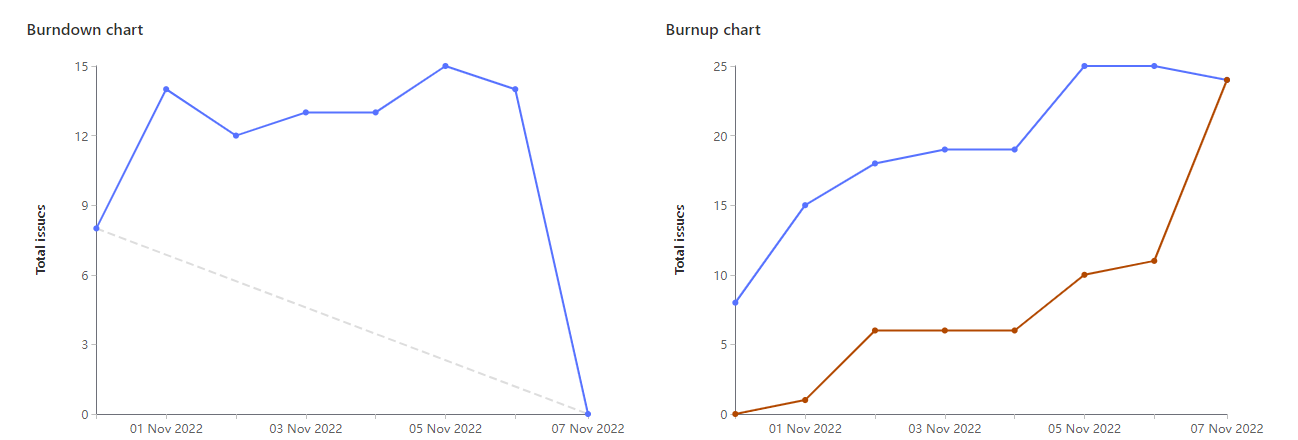 Burndown chart
15
12
9
6
3
0
Total issues
01 Nov 2022
03 Nov 2022
05 Nov 2022
07 Nov 2022
Burnup chart
25
20
15
10
5
0
Total issues
01 Nov 2022
03 Nov 2022
05 Nov 2022
07 Nov 2022